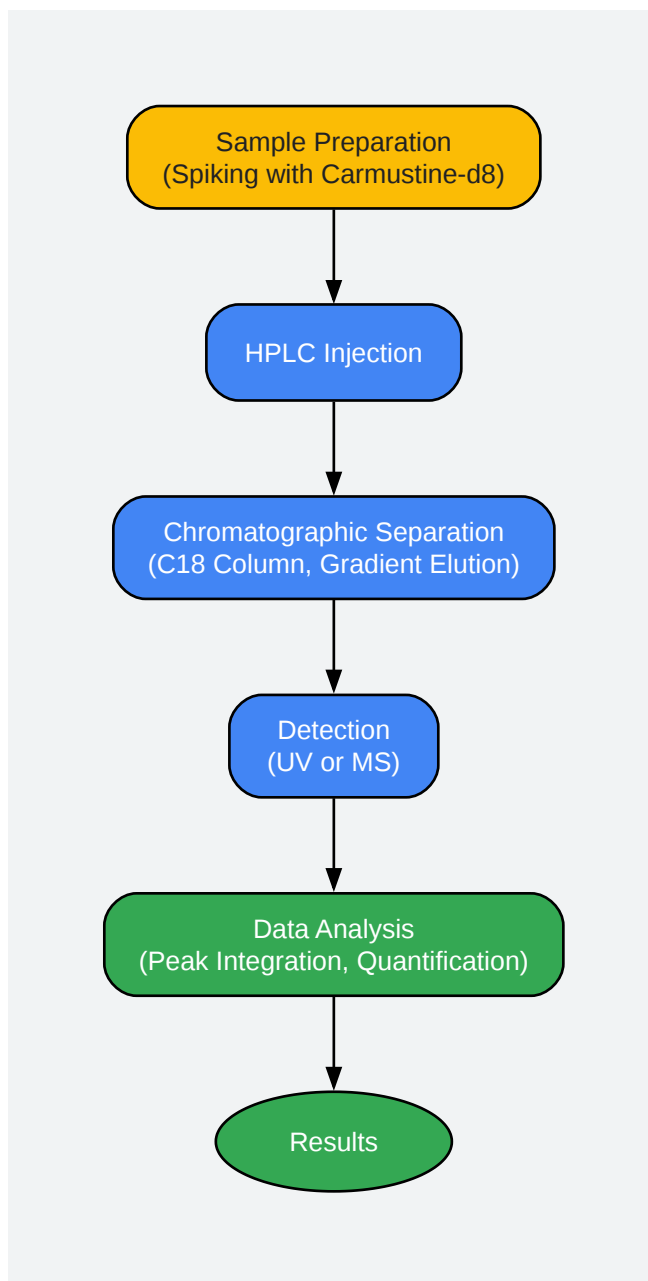 Sample Preparation
(Spiking with Carmustine-d8)
HPLC Injection
Chromatographic Separation
(C18 Column, Gradient Elution)
Detection
(UV or MS)
Data Analysis
(Peak Integration, Quantification)
Results